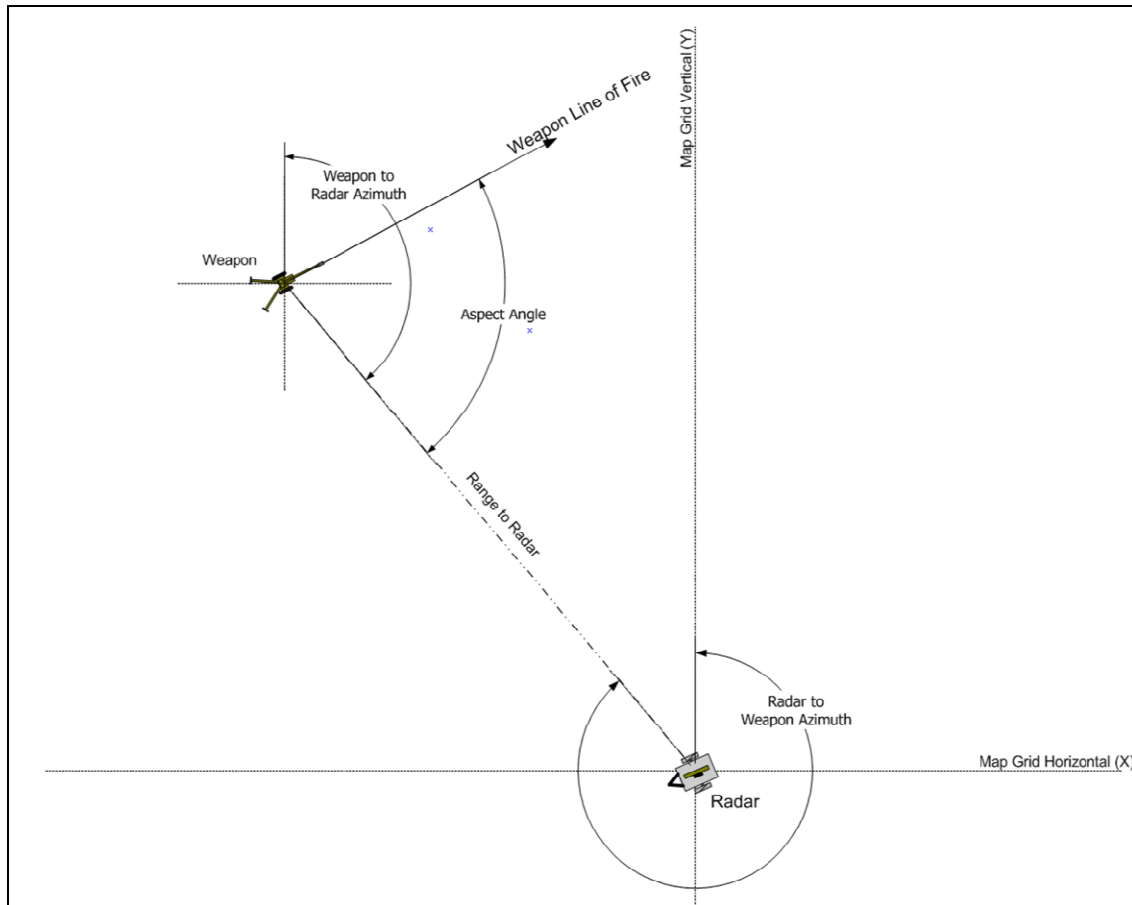 Map Grid Vertical (Y)
Weapon Line of Fire
Weapon to
Radar Azimuth
Weapon
Aspect Angle
Range to Radar
Radar to
Weapon Azimuth
Map Grid Horizontal (X)
Radar